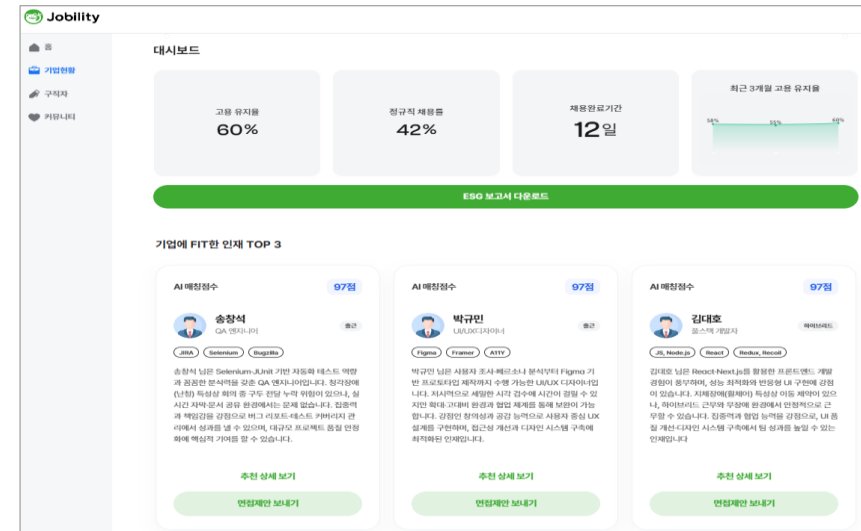 Jobility
홈
기업현황
구직자
커뮤니티
대시보드
고용 유지율
60%
정규직 채용률
42%
채용완료기간
12일
최근 3개월 고용 유지율
58%
55%
60%
ESG 보고서 다운로드
기업에 FIT한 인재 TOP 3
AI 매칭점수
97점
송창석
QA 엔지니어
출근
JIRA
Selenium
Bugzilla
송창석 님은 Selenium·JUnit 기반 자동화 테스트 역량
과 꼼꼼한 분석력을 갖춘 QA 엔지니어입니다. 청각장애
(난청) 특성상 회의 중 구두 전달 누락 위험이 있으나, 실
시간 자막·문서 공유 환경에서는 문제 없습니다. 집중력
과 책임감을 강점으로 버그 리포트·테스트 커버리지 관
리에서 성과를 낼 수 있으며, 대규모 프로젝트 품질 안정
화에 핵심적 기여를 할 수 있습니다.
추천 상세 보기
면접제안 보내기
AI 매칭점수
97점
박규민
UI/UX디자이너
출근
Figma
Framer
A11Y
박규민 님은 사용자 조사·페르소나 분석부터 Figma 기
반 프로토타입 제작까지 수행 가능한 UI/UX 디자이너입
니다. 저시력으로 세밀한 시각 검수에 시간이 걸릴 수 있
지만 확대·고대비 환경과 협업 체계를 통해 보완이 가능
합니다. 강점인 창의성과 공감 능력으로 사용자 중심 UX
설계를 구현하며, 접근성 개선과 디자인 시스템 구축에
최적화된 인재입니다.
추천 상세 보기
면접제안 보내기
AI 매칭점수
97점
김대호
풀스택 개발자
하이브리드
JS, Node.js
React
Redux, Recoil
김대호 님은 React·Next.js를 활용한 프론트엔드 개발
경험이 풍부하며, 성능 최적화와 반응형 UI 구현에 강점
이 있습니다. 지체장애(휠체어) 특성상 이동 제약이 있으
나, 하이브리드 근무와 무장애 환경에서 안정적으로 근
무할 수 있습니다. 집중력과 협업 능력을 강점으로, UI 품
질 개선·디자인 시스템 구축에서 팀 성과를 높일 수 있는
인재입니다
추천 상세 보기
면접제안 보내기